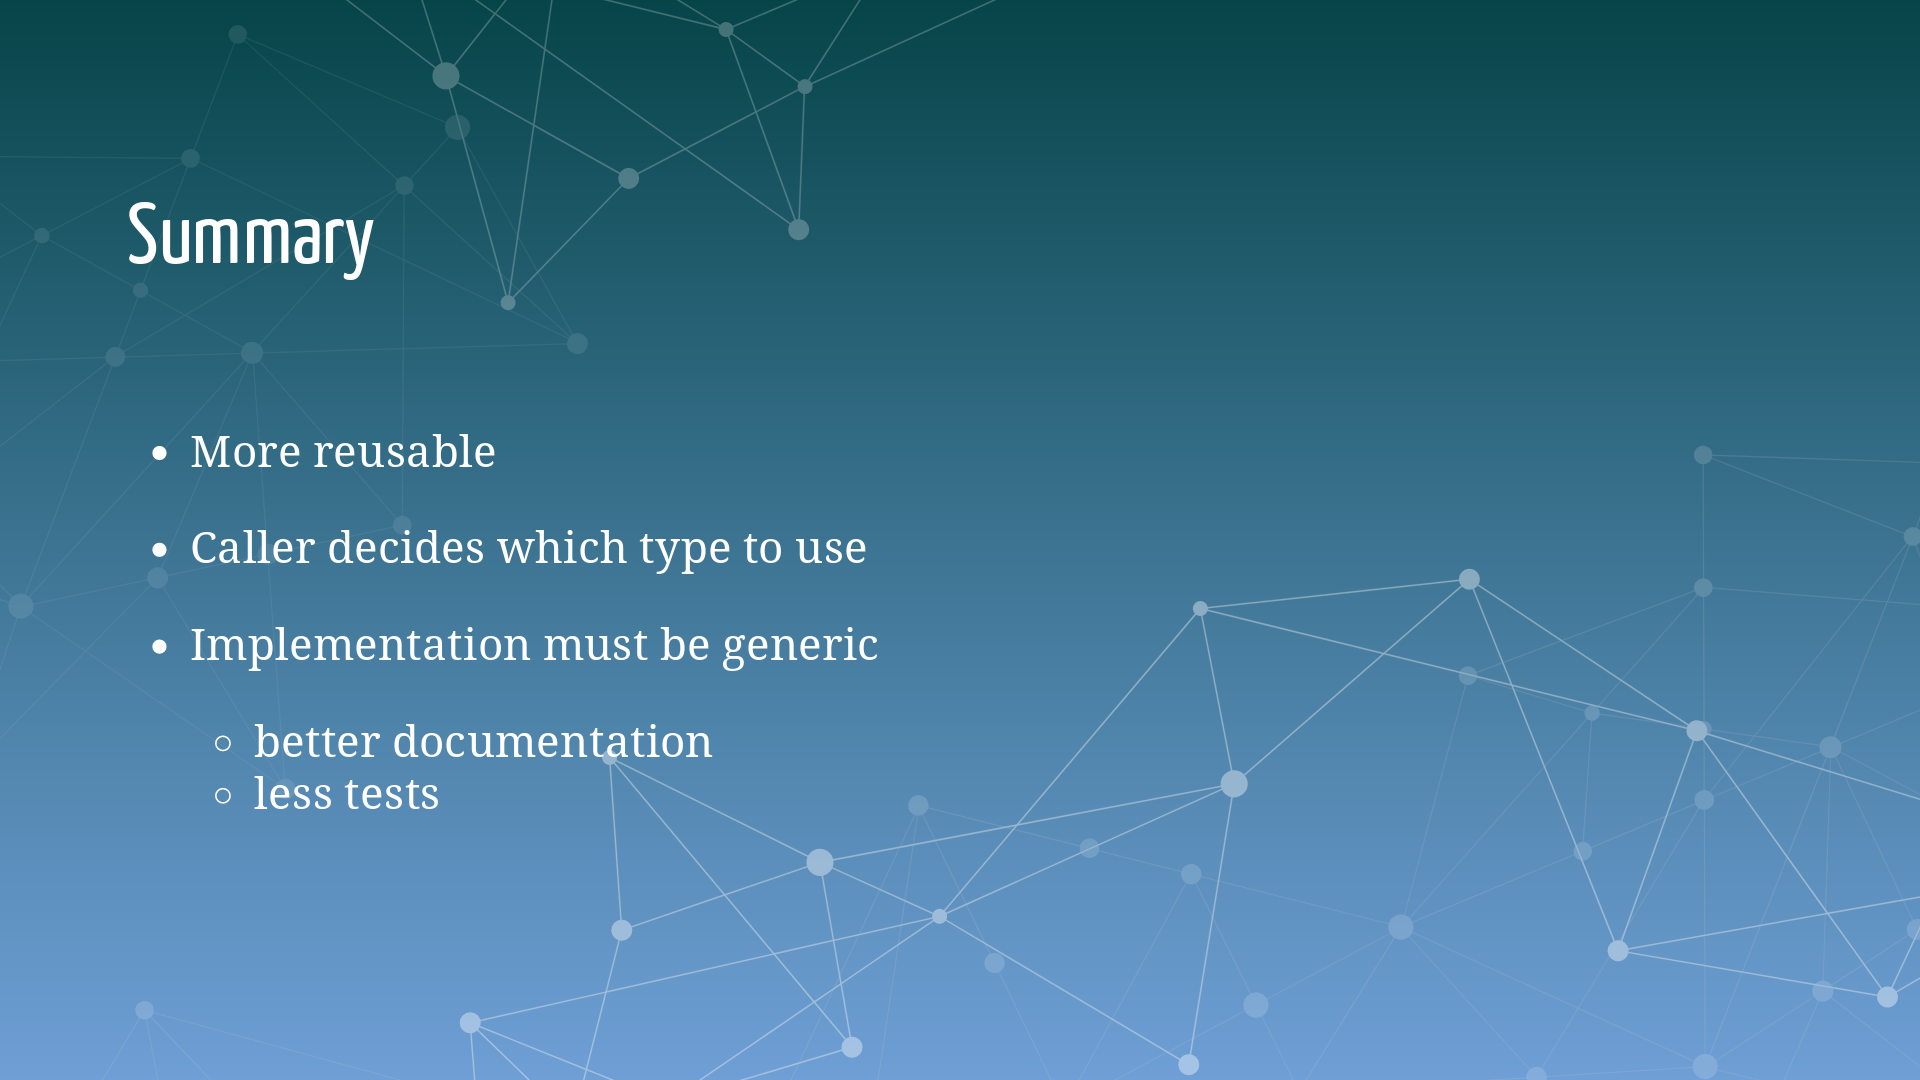 Summary
• More reusable
• Caller decides which type to use
• Implementation must be generic
○ better documentation
○ less tests